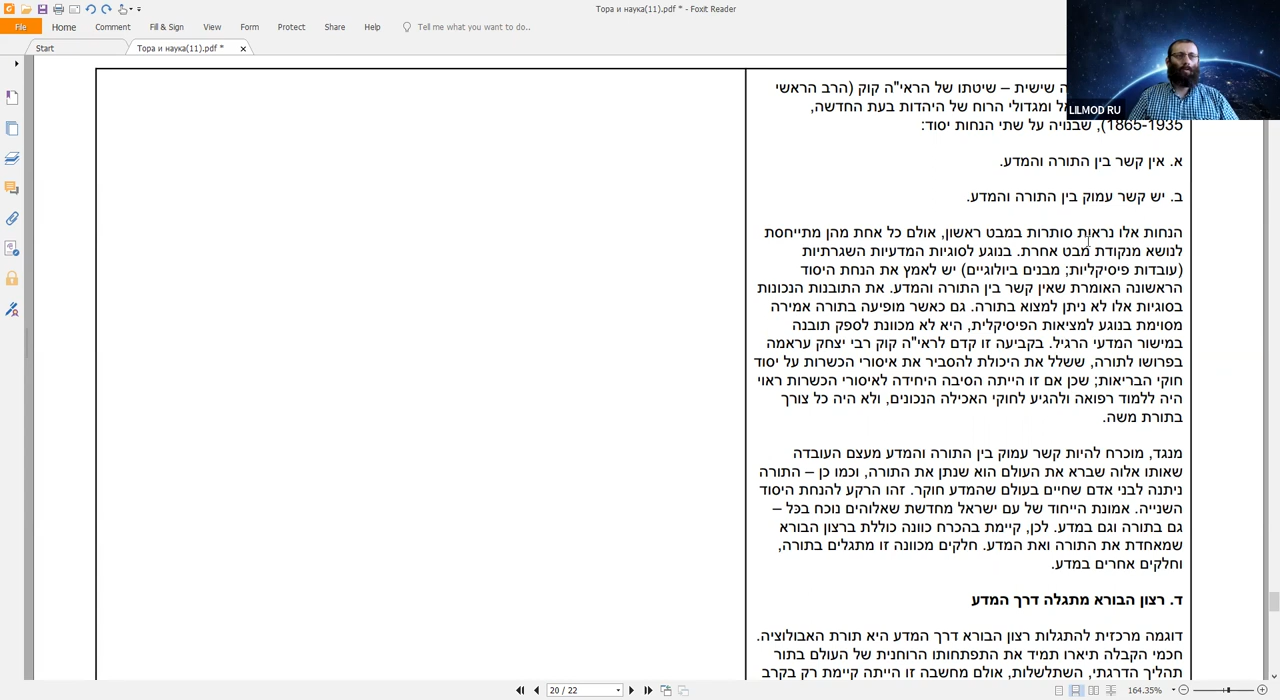 Тора и наука(11).pdf * - Foxit Reader
File Home Comment Fill & Sign View Form Protect Share Help Tell me what you want to do..
Start Тора и наука(11).pdf *
LILMOD RU
שישית – שיטתו של הראי"ה קוק (הרב הראשי
ומגדולי הרוח של היהדות בעת החדשה,
1865-1935), שבנויה על שתי הנחות יסוד:
א. אין קשר בין התורה והמדע.
ב. יש קשר עמוק בין התורה והמדע.
הנחות אלו נראית סותרות במבט ראשון, אולם כל אחת מהן מתייחסת
לנושא מנקודת מבט אחרת. בנוגע לסוגיות המדעיות השגרתיות
(עובדות פיסיקליות; מבנים ביולוגיים) יש לאמץ את הנחת היסוד
הראשונה האומרת שאין קשר בין התורה והמדע. את התובנות הנכונות
בסוגיות אלו לא ניתן למצוא בתורה. גם כאשר מופיעה בתורה אמירה
מסוימת בנוגע למציאות הפיסיקלית, היא לא מכוונת לספק תובנה
במישור המדעי הרגיל. בקביעה זו קדם לראי"ה קוק רבי יצחק עראמה
בפרושו לתורה, ששלל את היכולת להסביר את איסורי הכשרות על יסוד
חוקי הבריאות; שכן אם זו הייתה הסיבה היחידה לאיסורי הכשרות ראוי
היה ללמוד רפואה ולהגיע לחוקי האכילה הנכונים, ולא היה כל צורך
בתורת משה.
מנגד, מוכרח להיות קשר עמוק בין התורה והמדע מעצם העובדה
שאותו אלוה שברא את העולם הוא שנתן את התורה, וכמו כן – התורה
ניתנה לבני אדם שחיים בעולם שהמדע חוקר. זהו הרקע להנחת היסוד
השנייה. אמונת הייחוד של עם ישראל מחדשת שאלוהים נוכח בכל –
גם בתורה וגם במדע. לכן, קיימת בהכרח כוונה כוללת ברצון הבורא
שמאחדת את התורה ואת המדע. חלקים מכוונה זו מתגלים בתורה,
וחלקים אחרים במדע.
ד. רצון הבורא מתגלה דרך המדע
דוגמה מרכזית להתגלות רצון הבורא דרך המדע היא תורת האבולוציה.
חכמי הקבלה תיארו תמיד את התפתחותו הרוחנית של העולם בתור
תהליך הדרגתי, השתלשלות, אולם מחשבה זו הייתה קיימת רק בקרב
20 / 22
164.35%